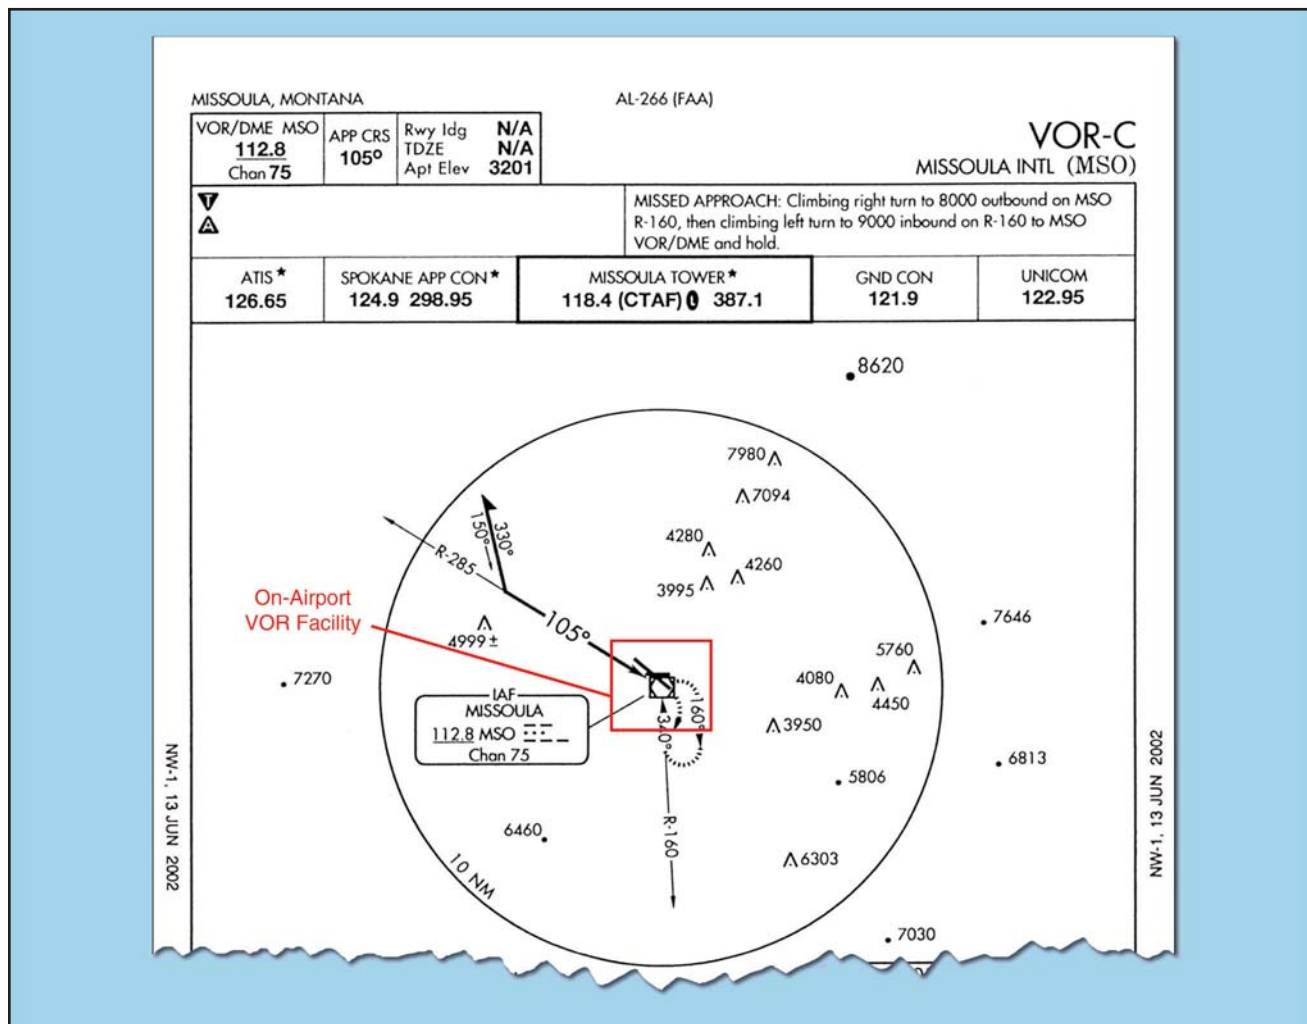 MISSOULA, MONTANA
AL-266 (FAA)
VOR/DME MSO
112.8
Chan 75
APP CRS
105°
Rwy Idg N/A
TDZE N/A
Apt Elev 3201
VOR-C
MISSOULA INTL (MSO)
T
A
MISSED APPROACH: Climbing right turn to 8000 outbound on MSO
R-160, then climbing left turn to 9000 inbound on R-160 to MSO
VOR/DME and hold.
ATIS★
126.65
SPOKANE APP CON★
124.9 298.95
MISSOULA TOWER★
118.4 (CTAF) L 387.1
GND CON
121.9
UNICOM
122.95
8620
7980
7094
4280
4260
3995
330°
150°
R-285
105°
On-Airport
VOR Facility
4999±
7270
7646
5760
4080
4450
3950
160°
340°
IAF
MISSOULA
112.8 MSO
Chan 75
6813
5806
R-160
6460
6303
10 NM
7030
NW-1, 13 JUN 2002
NW-1, 13 JUN 2002